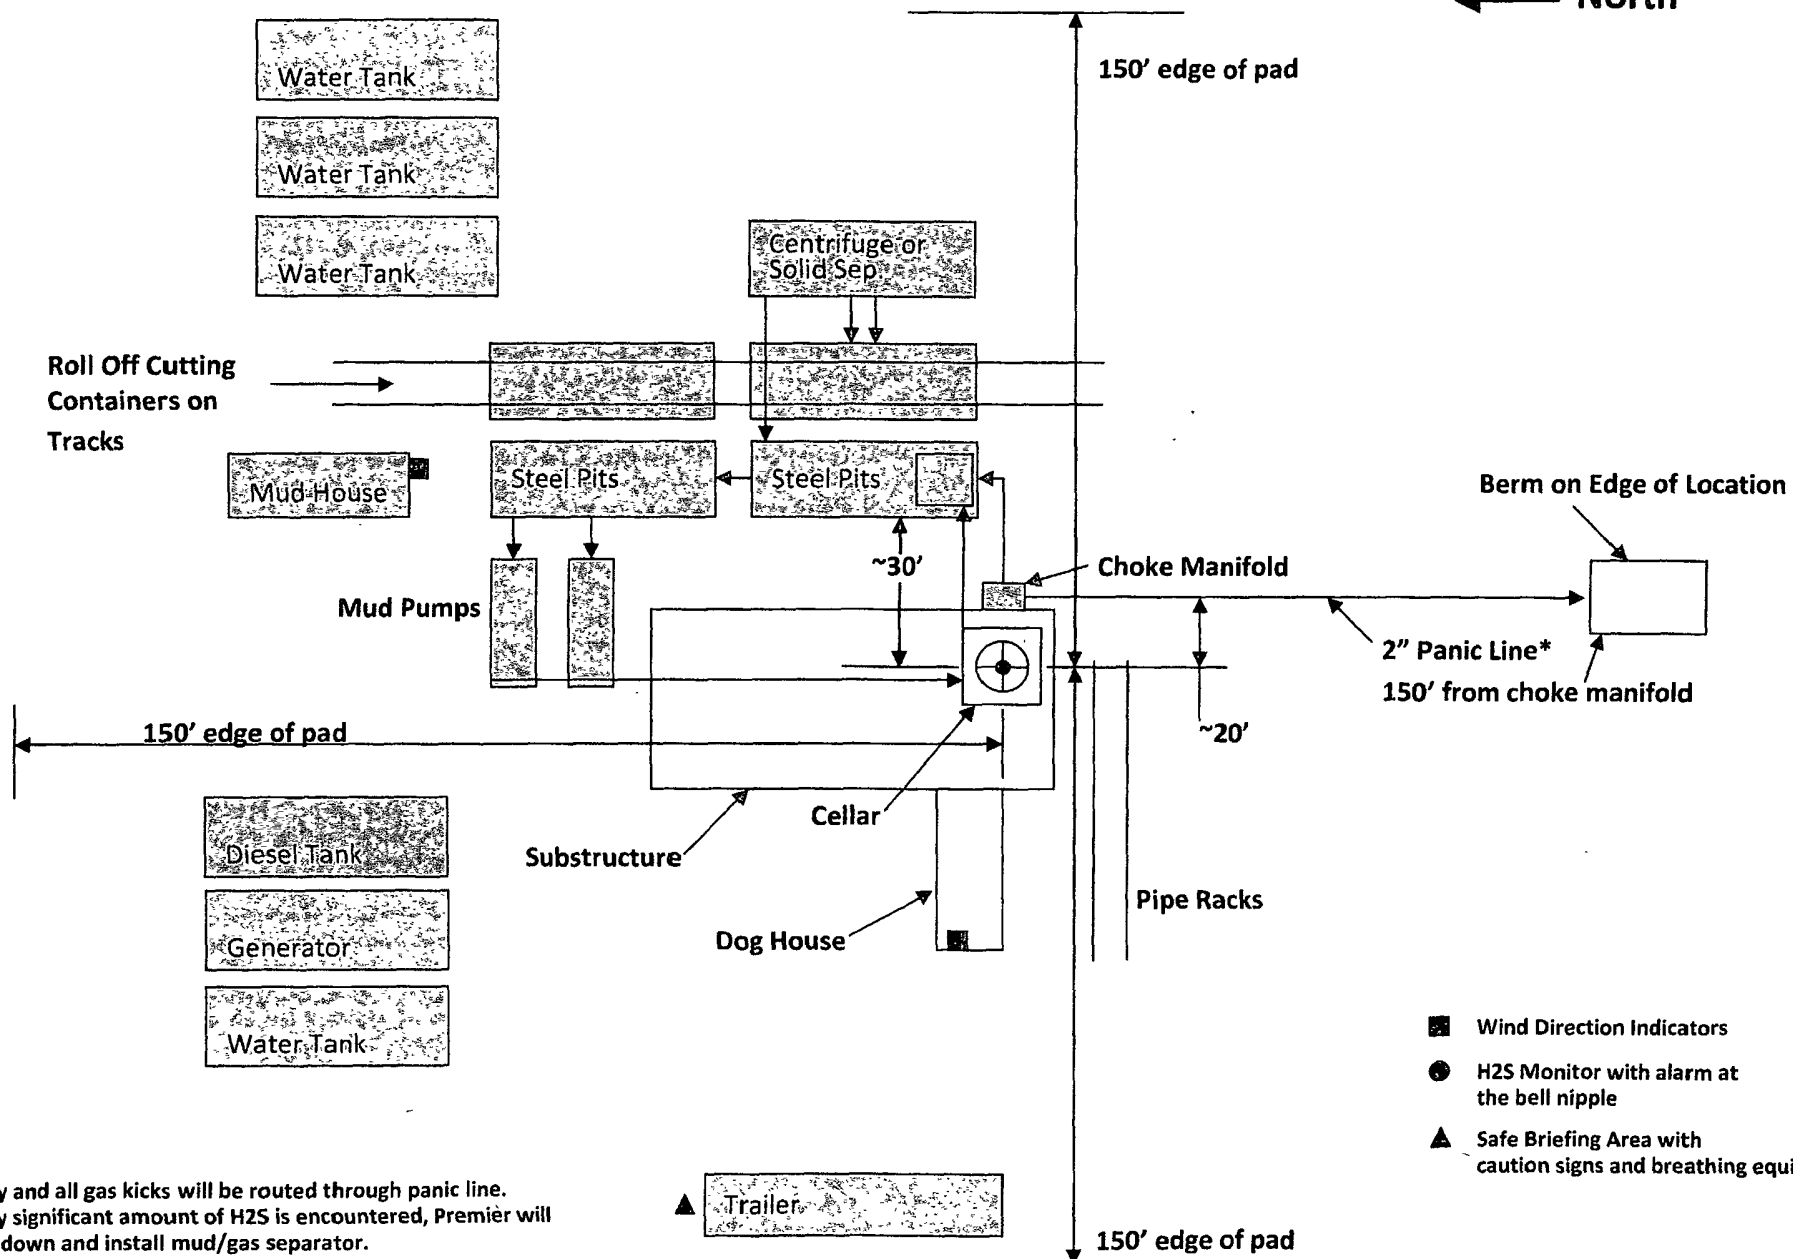 North
150’ edge of pad
Water Tank
Water Tank
Water Tank
Centrifuge or
Solid Sep.
Roll Off Cutting
Containers on
Tracks
Mud House
Steel Pits
Steel Pits
Berm on Edge of Location
~30’
Choke Manifold
Mud Pumps
2” Panic Line*
150’ from choke manifold
150’ edge of pad
~20’
Cellar
Substructure
Diesel Tank
Pipe Racks
Dog House
Generator
Water Tank
Wind Direction Indicators
H2S Monitor with alarm at
the bell nipple
Safe Briefing Area with
caution signs and breathing
and all gas kicks will be routed through panic line.
significant amount of H2S is encountered, Premier will
down and install mud/gas separator.
Trailer
150’ edge of pad